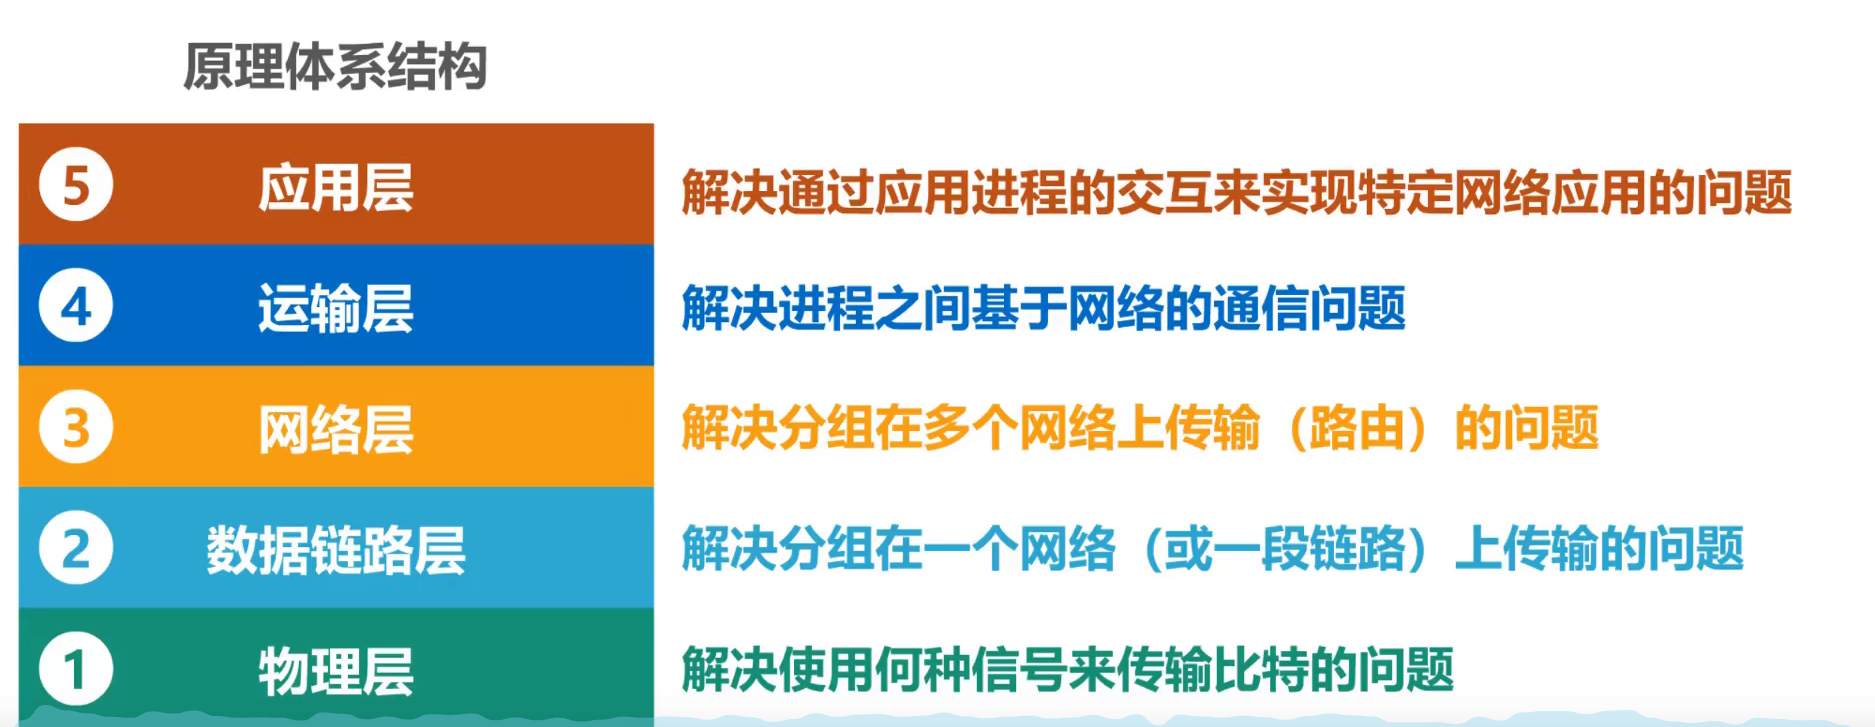 原理体系结构
5 应用层 解决通过应用进程的交互来实现特定网络应用的问题
4 运输层 解决进程之间基于网络的通信问题
3 网络层 解决分组在多个网络上传输（路由）的问题
2 数据链路层 解决分组在一个网络（或一段链路）上传输的问题
1 物理层 解决使用何种信号来传输比特的问题